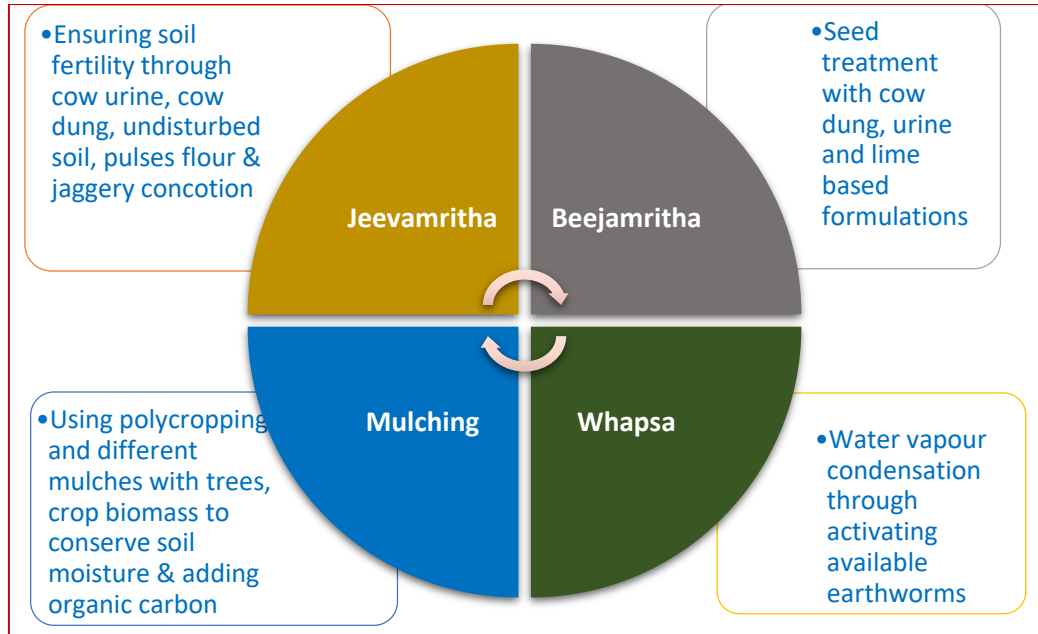 •Ensuring soil
fertility through
cow urine, cow
dung, undisturbed
soil, pulses flour &
jaggery concotion
•Seed
treatment
with cow
dung, urine
and lime
based
formulations
Jeevamritha
Beejamritha
Mulching
Whapsa
•Using polycropping
and different
mulches with trees,
crop biomass to
conserve soil
moisture & adding
organic carbon
•Water vapour
condensation
through
activating
available
earthworms